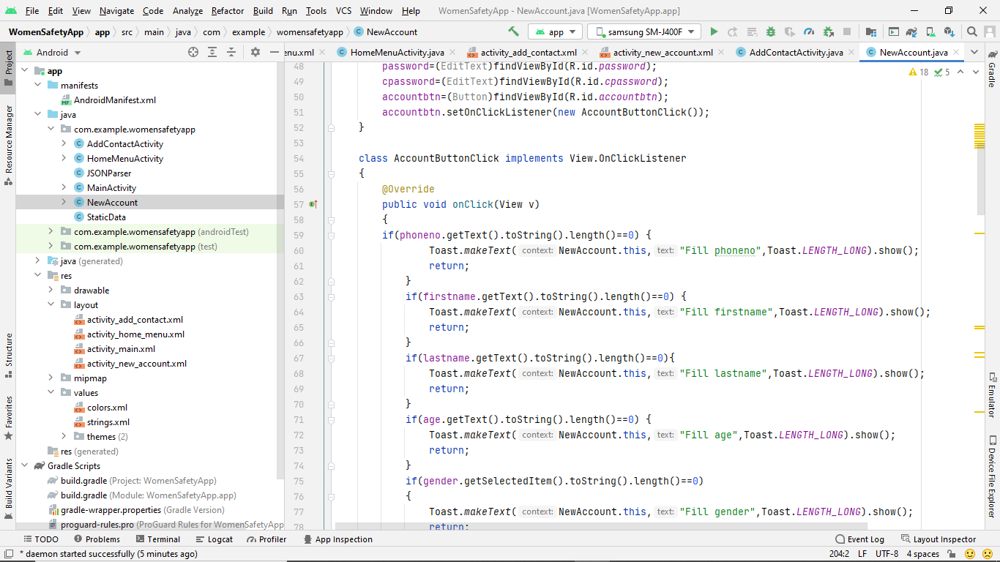 File Edit View Navigate Code Analyze Refactor Build Run Tools VCS Window Help WomenSafetyApp - NewAccount.java [WomenSafetyApp.app]
WomenSafetyApp app src main java com example womensafetyapp NewAccount app samsung SM-J400F
Android enu.xml HomeMenuActivity.java activity_add_contact.xml activity_new_account.xml AddContactActivity.java NewAccount.java
Project
Resource Manager
Structure
Favorites
Build Variants
app
manifests
AndroidManifest.xml
java
com.example.womensafetyapp
AddContactActivity
HomeMenuActivity
JSONParser
MainActivity
NewAccount
StaticData
com.example.womensafetyapp (androidTest)
com.example.womensafetyapp (test)
java (generated)
res
drawable
layout
activity_add_contact.xml
activity_home_menu.xml
activity_main.xml
activity_new_account.xml
mipmap
values
colors.xml
strings.xml
themes (2)
res (generated)
Gradle Scripts
build.gradle (Project: WomenSafetyApp)
build.gradle (Module: WomenSafetyApp.app)
gradle-wrapper.properties (Gradle Version)
proguard-rules.pro (ProGuard Rules for WomenSafetyApp
18 5
48 password=(EditText)findViewById(R.id.password);
49 cpassword=(EditText)findViewById(R.id.cpassword);
50 accountbtn=(Button)findViewById(R.id.accountbtn);
51 accountbtn.setOnClickListener(new AccountButtonClick());
52 }
53
54 class AccountButtonClick implements View.OnClickListener
55 {
56 @Override
57 public void onClick(View v)
58 {
59 if(phoneno.getText().toString().length()==0) {
60 Toast.makeText( context: NewAccount.this, text: "Fill phoneno",Toast.LENGTH_LONG).show();
61 return;
62 }
63 if(firstname.getText().toString().length()==0) {
64 Toast.makeText( context: NewAccount.this, text: "Fill firstname",Toast.LENGTH_LONG).show();
65 return;
66 }
67 if(lastname.getText().toString().length()==0){
68 Toast.makeText( context: NewAccount.this, text: "Fill lastname",Toast.LENGTH_LONG).show();
69 return;
70 }
71 if(age.getText().toString().length()==0) {
72 Toast.makeText( context: NewAccount.this, text: "Fill age",Toast.LENGTH_LONG).show();
73 return;
74 }
75 if(gender.getSelectedItem().toString().length()==0)
76 {
77 Toast.makeText( context: NewAccount.this, text: "Fill gender",Toast.LENGTH_LONG).show();
78 return;
Gradle
Emulator
Device File Explorer
TODO Problems Terminal Logcat Profiler App Inspection Event Log Layout Inspector
* daemon started successfully (5 minutes ago) 204:2 LF UTF-8 4 spaces